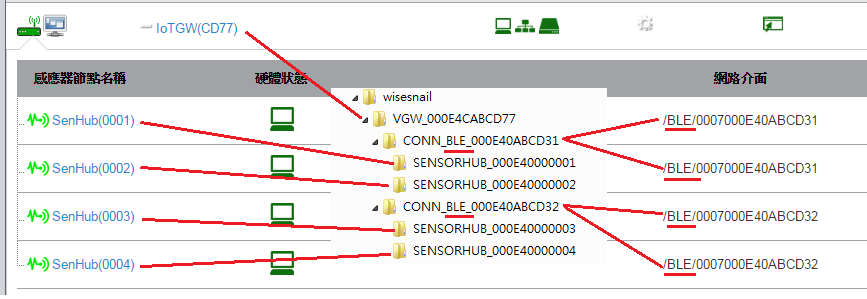 IoTGW(CD77)
感應器節點名稱 硬體狀態 網路介面
wisesnail
VGW_000E4CABCD77
SenHub(0001) /BLE/0007000E40ABCD31
CONN_BLE_000E40ABCD31
SENSORHUB_000E40000001
SenHub(0002) /BLE/0007000E40ABCD31
SENSORHUB_000E40000002
CONN_BLE_000E40ABCD32
SenHub(0003) /BLE/0007000E40ABCD32
SENSORHUB_000E40000003
SENSORHUB_000E40000004
SenHub(0004) /BLE/0007000E40ABCD32